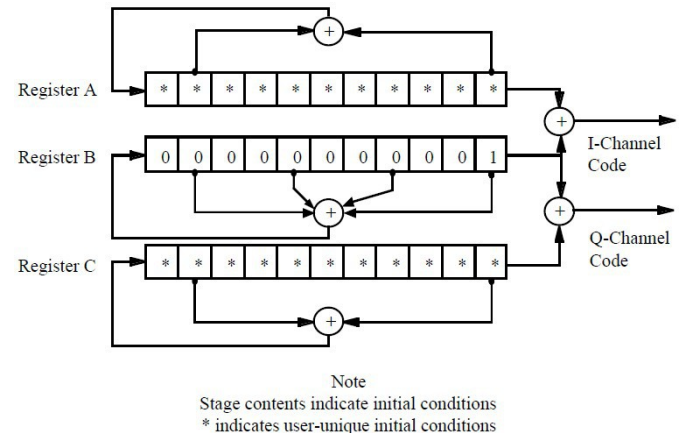 +
Register A
* * * * * * * * * * *
+
I-Channel
Code
Register B
0 0 0 0 0 0 0 0 0 0 1
+
+
Q-Channel
Code
Register C
* * * * * * * * * * *
+
Note
Stage contents indicate initial conditions
* indicates user-unique initial conditions